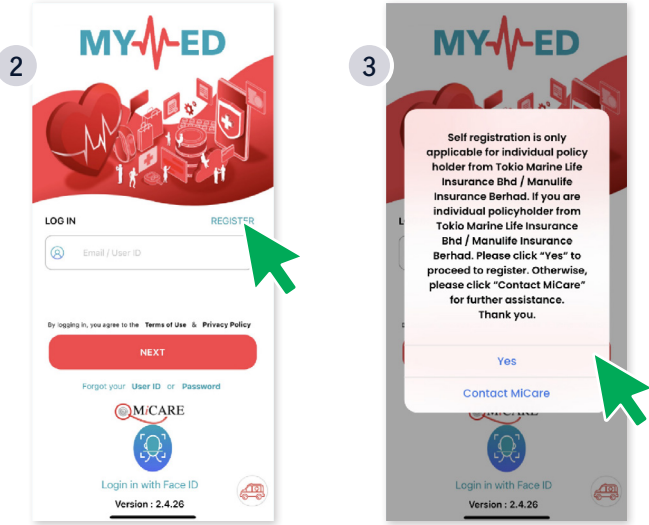 2
MY ED
LOG IN
REGISTER
Email / User ID
By logging in, you agree to the Terms of Use & Privacy Policy
NEXT
Forgot your User ID or Password
MiCARE
Login in with Face ID
Version : 2.4.26
3
MY ED
Self registration is only
applicable for individual policy
holder from Tokio Marine Life
Insurance Bhd / Manulife
Insurance Berhad. If you are
individual policyholder from
Tokio Marine Life Insurance
Bhd / Manulife Insurance
Berhad. Please click "Yes" to
proceed to register. Otherwise,
please click "Contact MiCare"
for further assistance.
Thank you.
Yes
Contact MiCare
MiCARE
Login in with Face ID
Version : 2.4.26